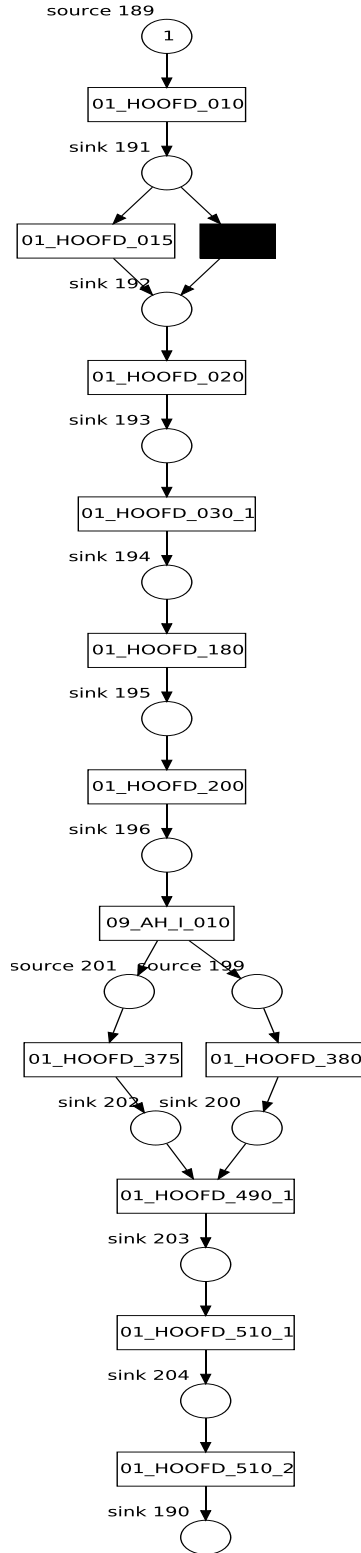 source 189
1
01_HOOFD_010
sink 191
01_HOOFD_015
sink 192
01_HOOFD_020
sink 193
01_HOOFD_030_1
sink 194
01_HOOFD_180
sink 195
01_HOOFD_200
sink 196
09_AH_I_010
source 201
source 199
01_HOOFD_375
01_HOOFD_380
sink 202
sink 200
01_HOOFD_490_1
sink 203
01_HOOFD_510_1
sink 204
01_HOOFD_510_2
sink 190